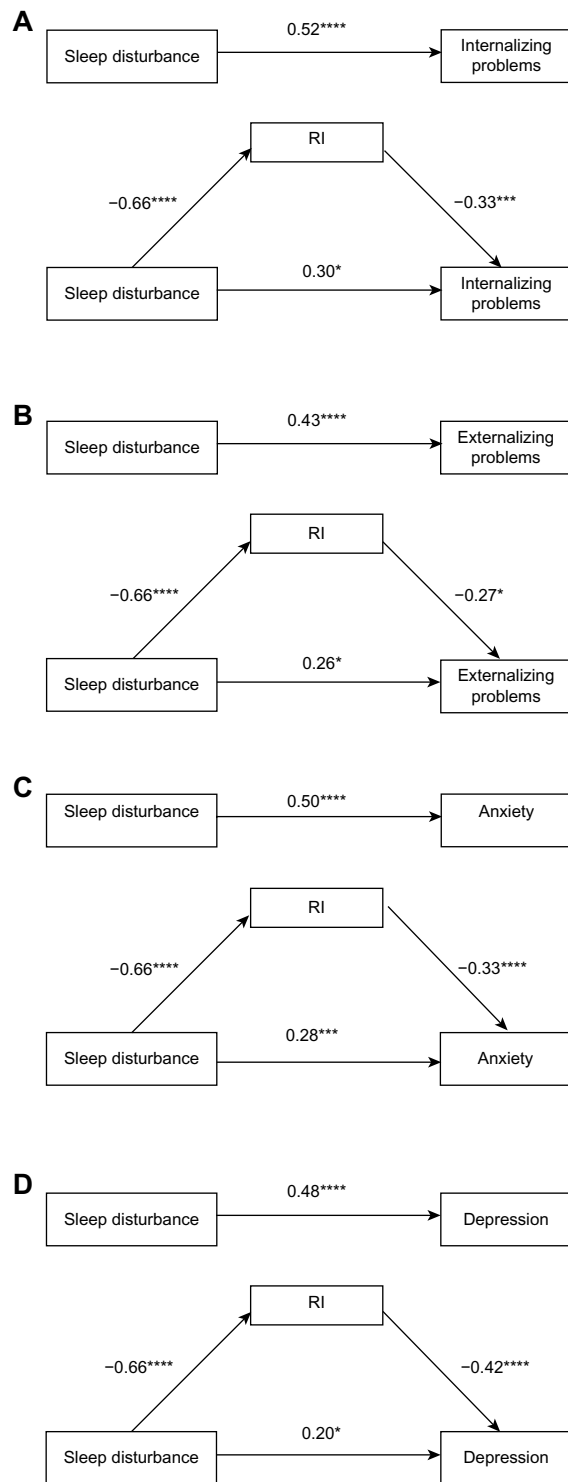 A
0.52****
Sleep disturbance
Internalizing
problems
RI
−0.66****
−0.33***
0.30*
Sleep disturbance
Internalizing
problems
B
0.43****
Sleep disturbance
Externalizing
problems
RI
−0.66****
−0.27*
0.26*
Sleep disturbance
Externalizing
problems
C
0.50****
Sleep disturbance
Anxiety
RI
−0.66****
−0.33****
0.28***
Sleep disturbance
Anxiety
D
0.48****
Sleep disturbance
Depression
RI
−0.66****
−0.42****
0.20*
Sleep disturbance
Depression